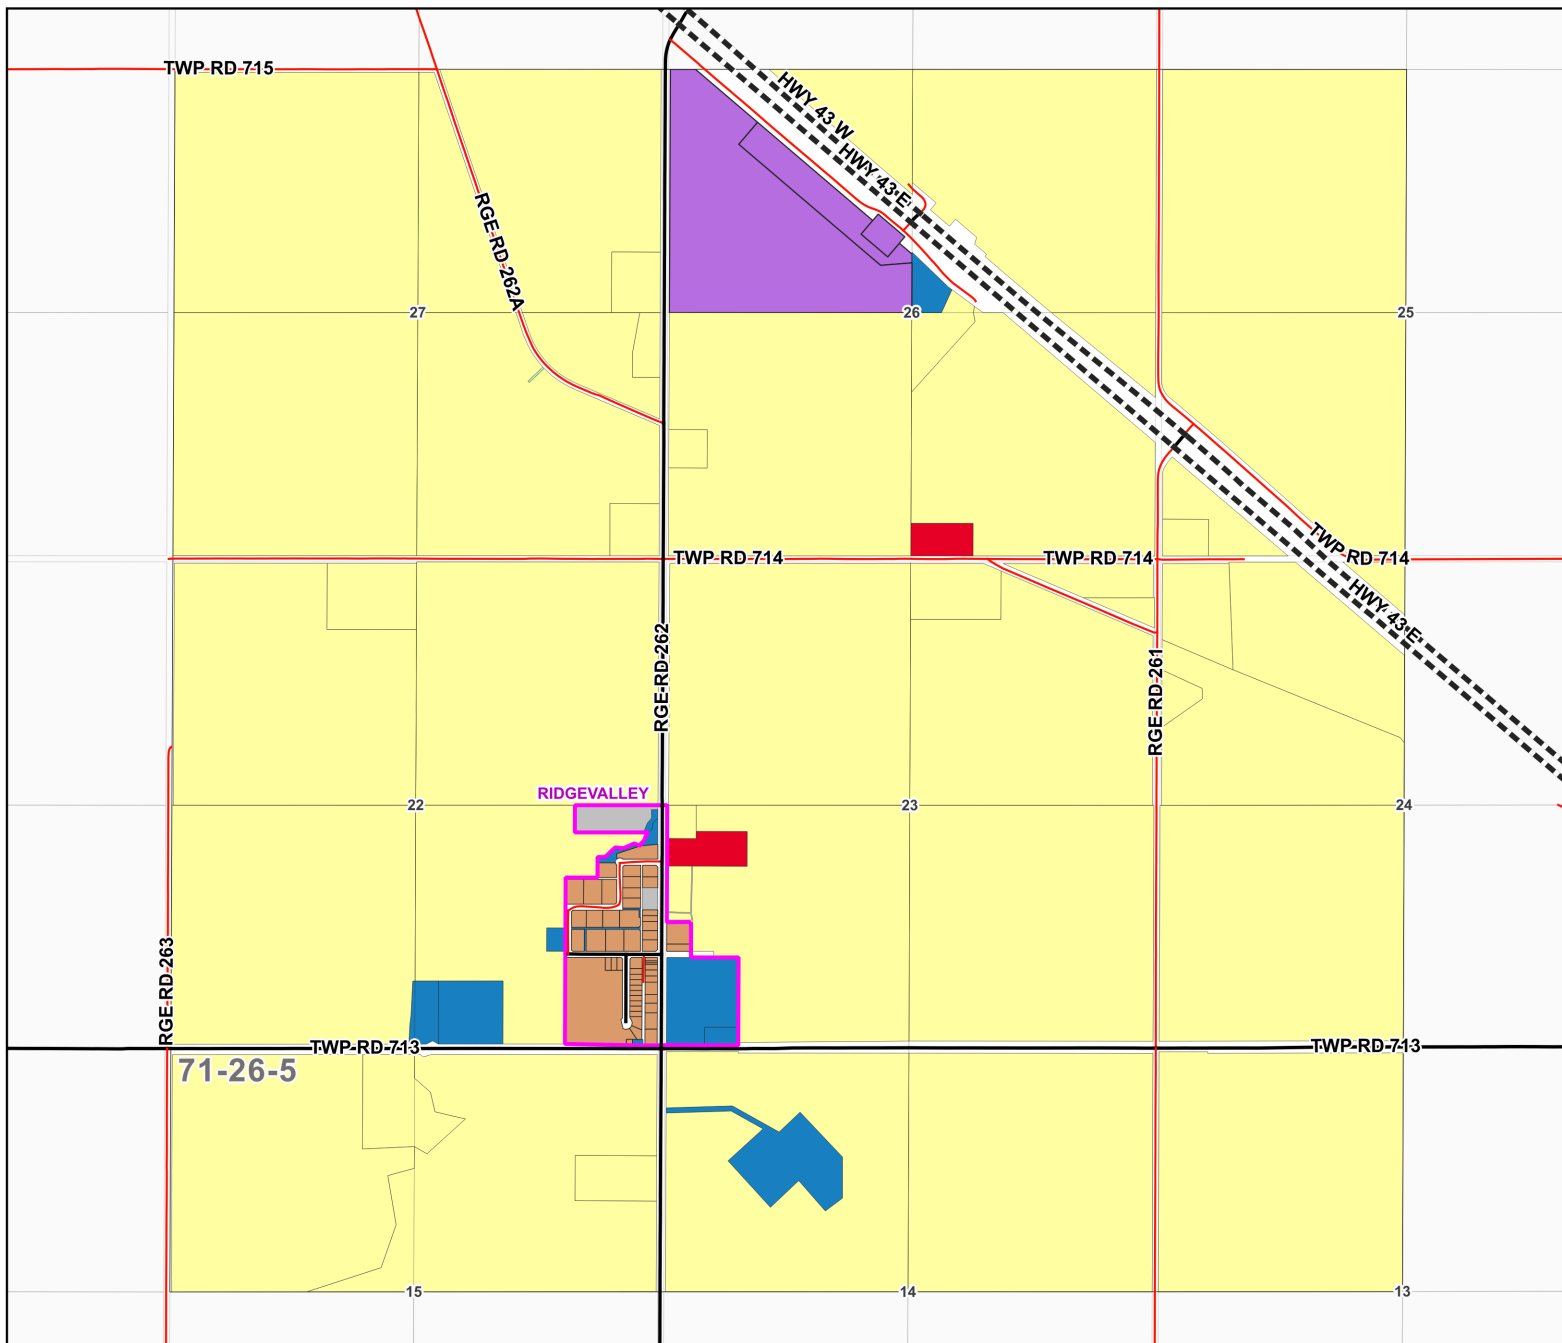 TWP RD 715
HWY 43 W
HWY 43 E
RGE RD 262A
27
26
25
TWP RD 714
TWP RD 714
TWP RD 714
HWY 43 E
RGE RD 262
RGE RD 261
RIDGEVALLEY
22
23
24
RGE RD 263
TWP RD 713
TWP RD 713
71-26-5
15
14
13